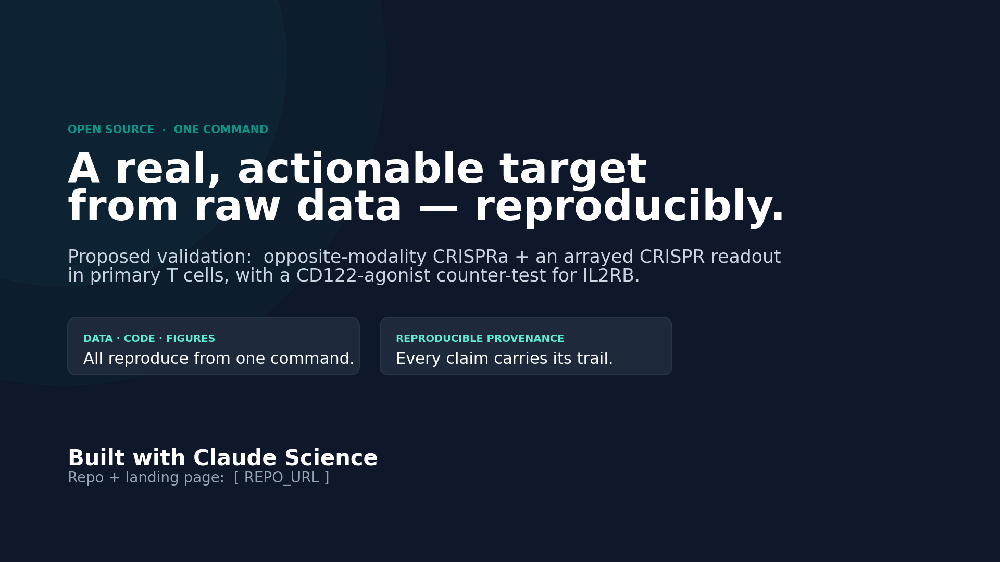 OPEN SOURCE · ONE COMMAND
A real, actionable target
from raw data — reproducibly.
Proposed validation: opposite-modality CRISPRa + an arrayed CRISPR readout
in primary T cells, with a CD122-agonist counter-test for IL2RB.
DATA · CODE · FIGURES
All reproduce from one command.
REPRODUCIBLE PROVENANCE
Every claim carries its trail.
Built with Claude Science
Repo + landing page: [ REPO_URL ]